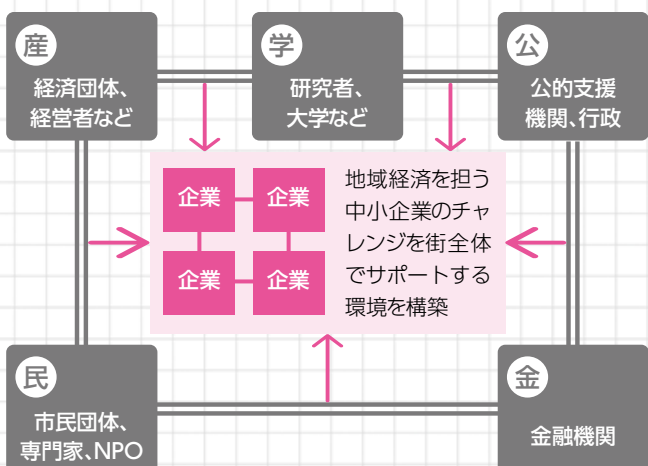 産
経済団体、
経営者など
学
研究者、
大学など
公
公的支援
機関、行政
企業
企業
企業
企業
地域経済を担う
中小企業のチャ
レンジを街全体
でサポートする
環境を構築
民
市民団体、
専門家、NPO
金
金融機関